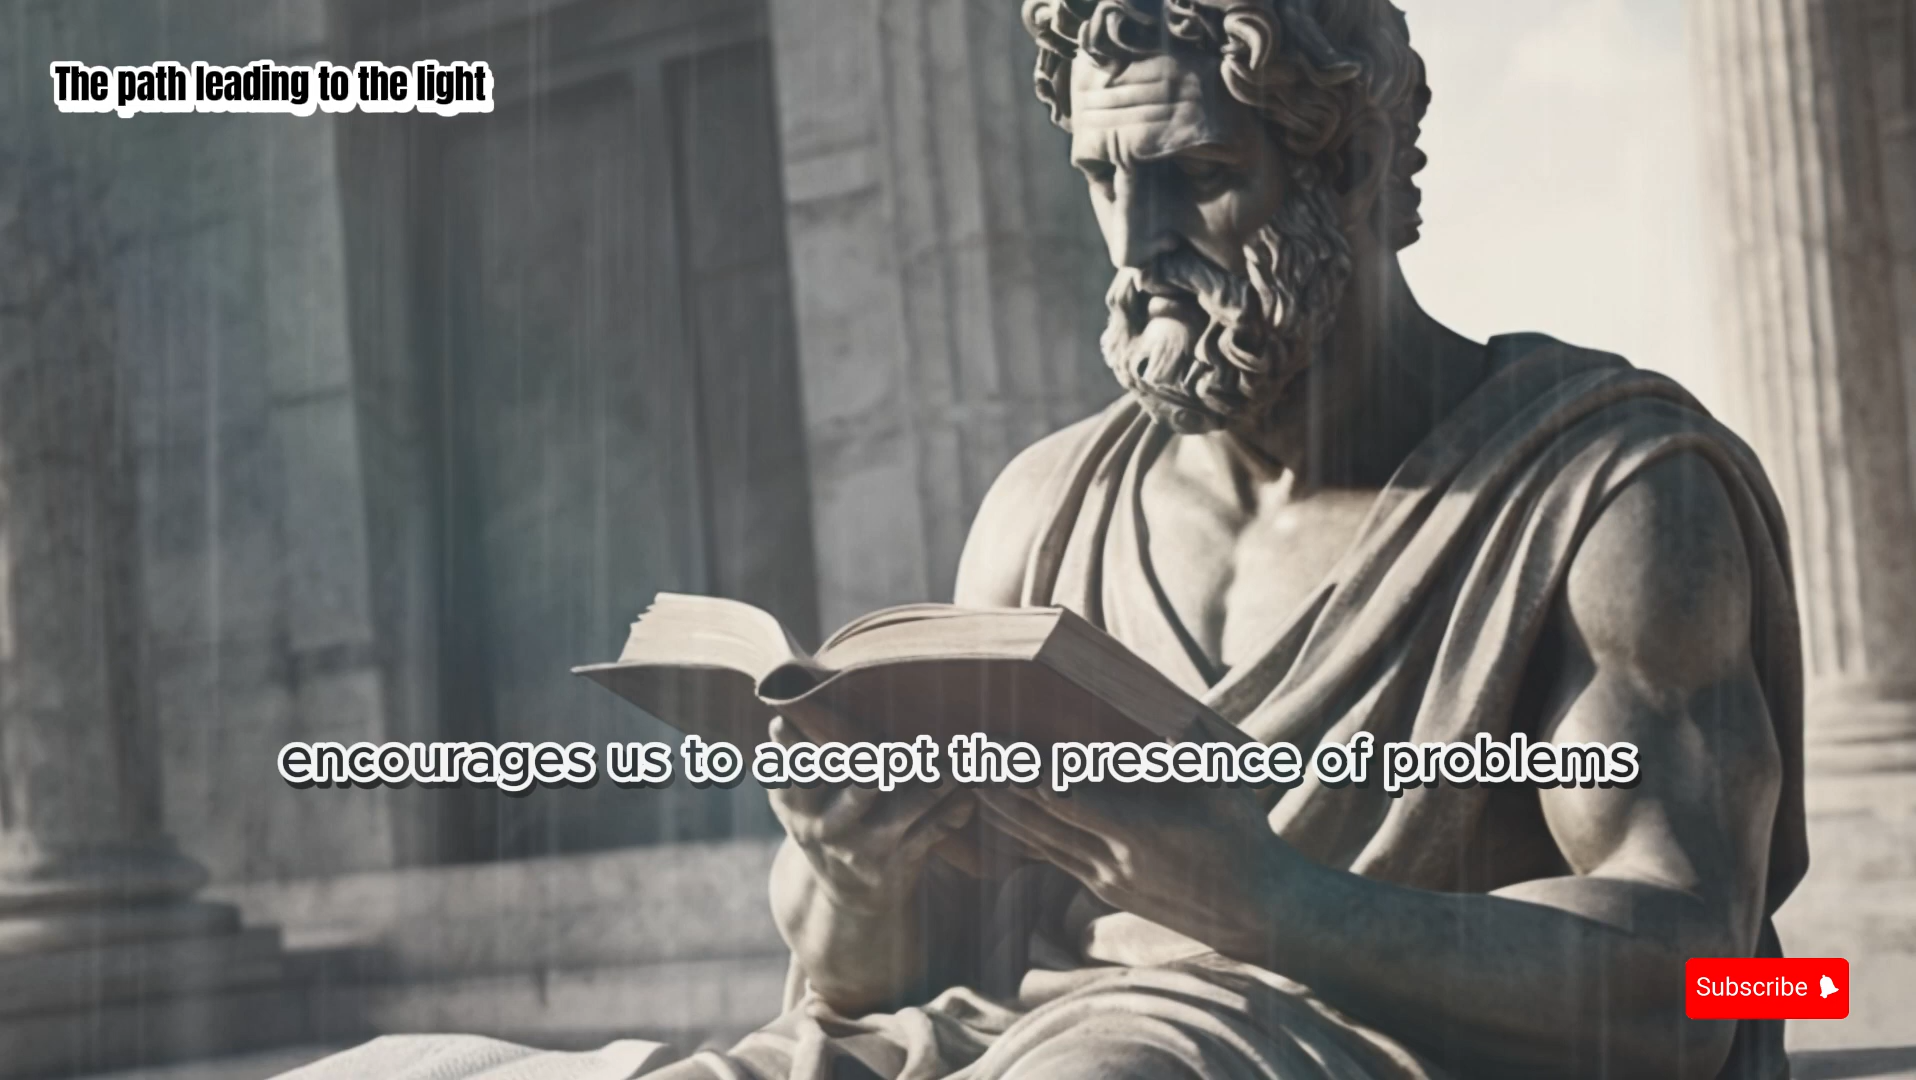 The path leading to the light
encourages us to accept the presence of problems
Subscribe